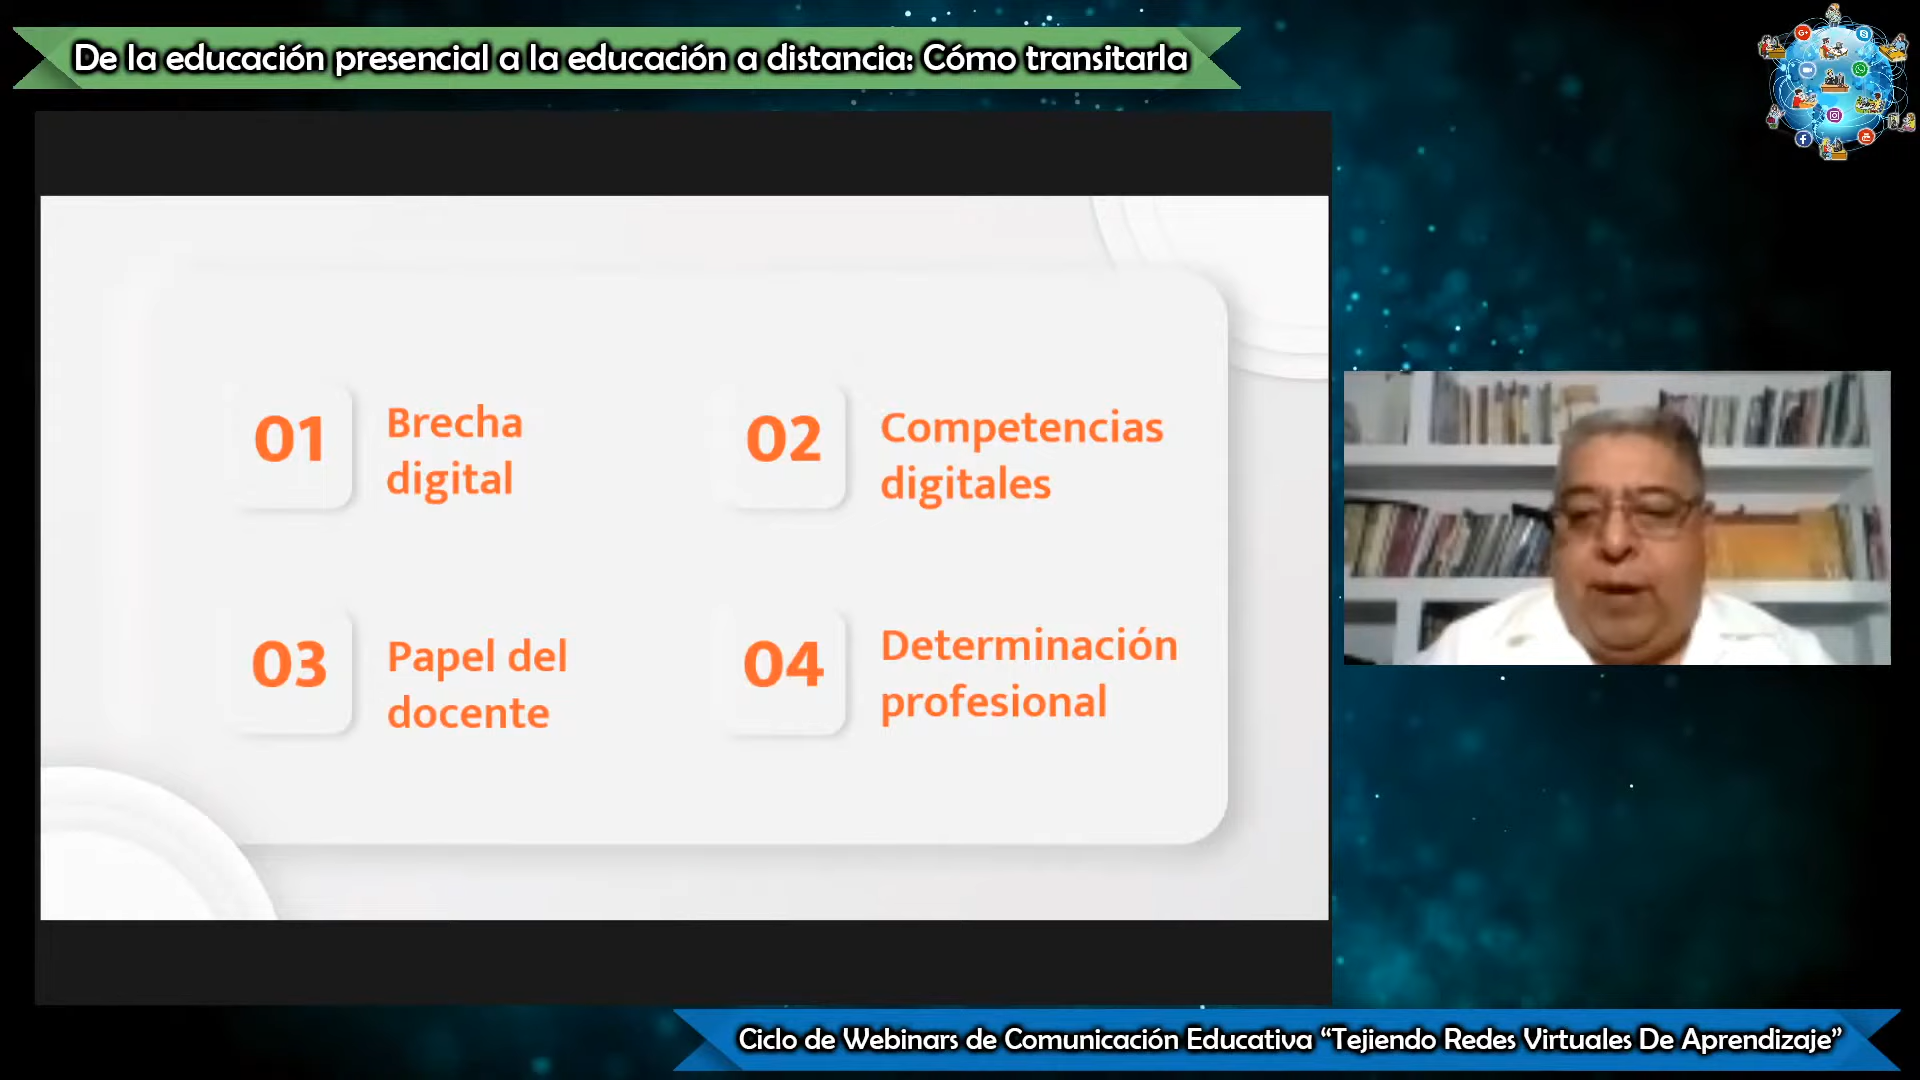 De la educación presencial a la educación a distancia: Cómo transitarla
01
Brecha
digital
02
Competencias
digitales
03
Papel del
docente
04
Determinación
profesional
Ciclo de Webinars de Comunicación Educativa “Tejiendo Redes Virtuales De Aprendizaje”